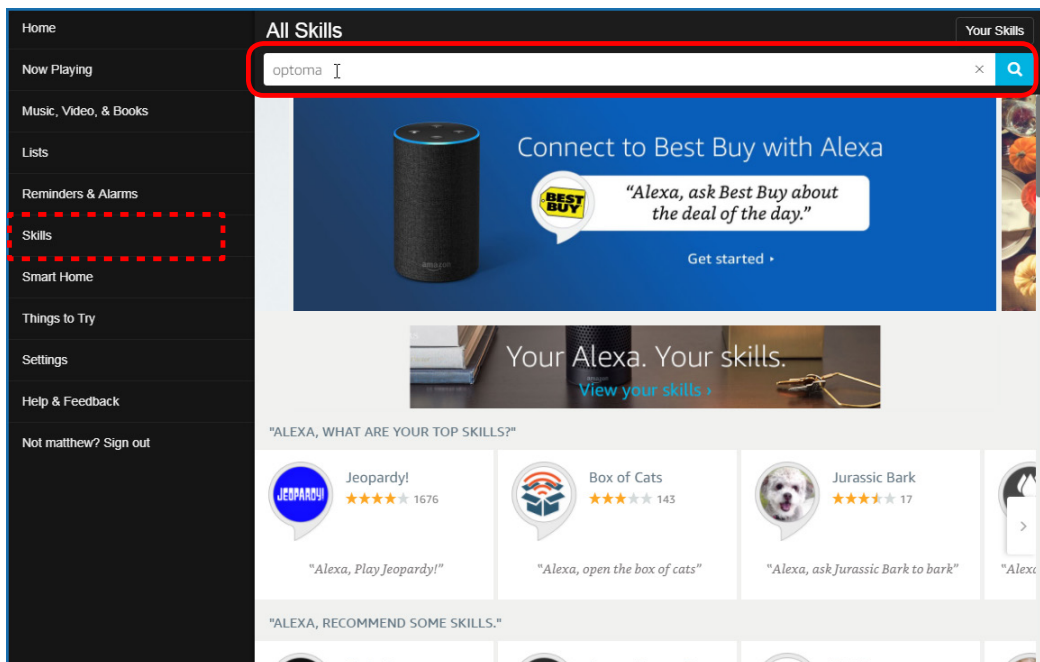 Home
Now Playing
Music, Video, & Books
Lists
Reminders & Alarms
Skills
Smart Home
Things to Try
Settings
Help & Feedback
Not matthew? Sign out
All Skills
Your Skills
optoma
Connect to Best Buy with Alexa
BEST
BUY
“Alexa, ask Best Buy about
the deal of the day.”
Get started
amazon
Your Alexa. Your skills.
amazon
View your skills ›
"ALEXA, WHAT ARE YOUR TOP SKILLS?"
JEOPARDY!
Jeopardy!
1676
“Alexa, Play Jeopardy!”
Box of Cats
143
“Alexa, open the box of cats”
Jurassic Bark
17
“Alexa, ask Jurassic Bark to bark”
"ALEXA, RECOMMEND SOME SKILLS."